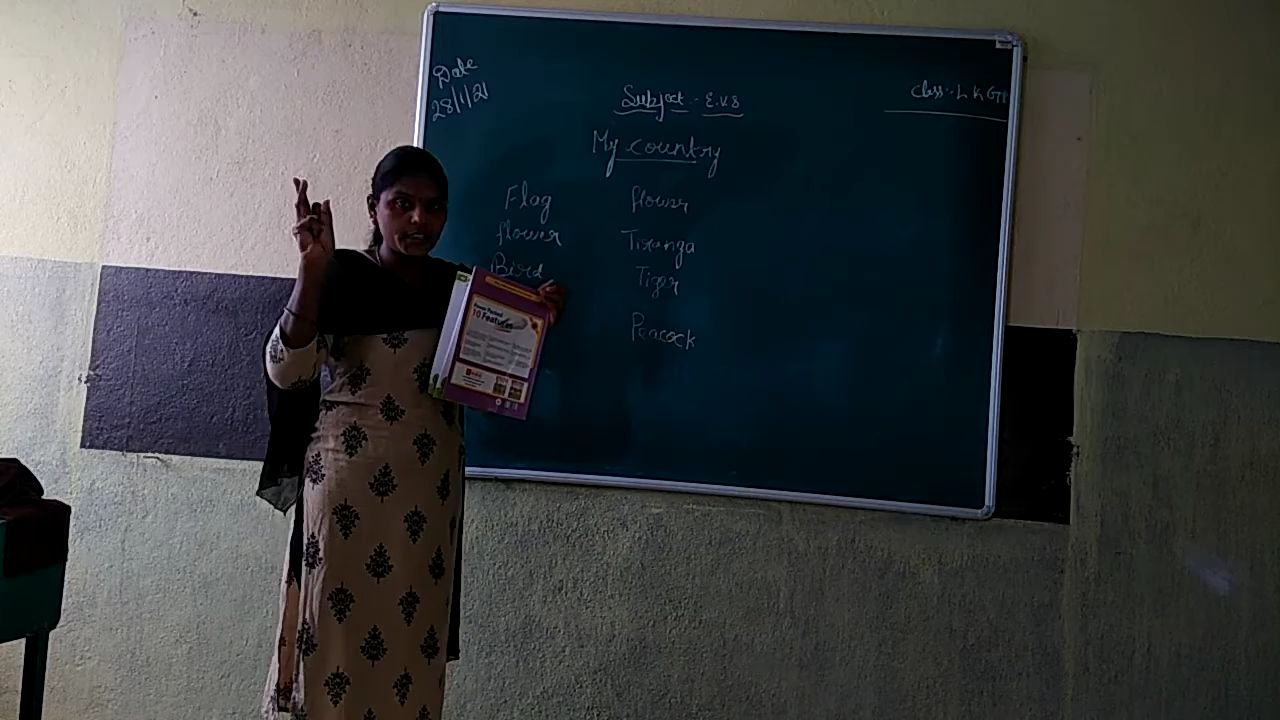 Date
28/1/21
Subject :- E.V.S
Class :- L K G
My country
Flag flower
flower Tiranga
Bird Tiger
Peacock
10 Features